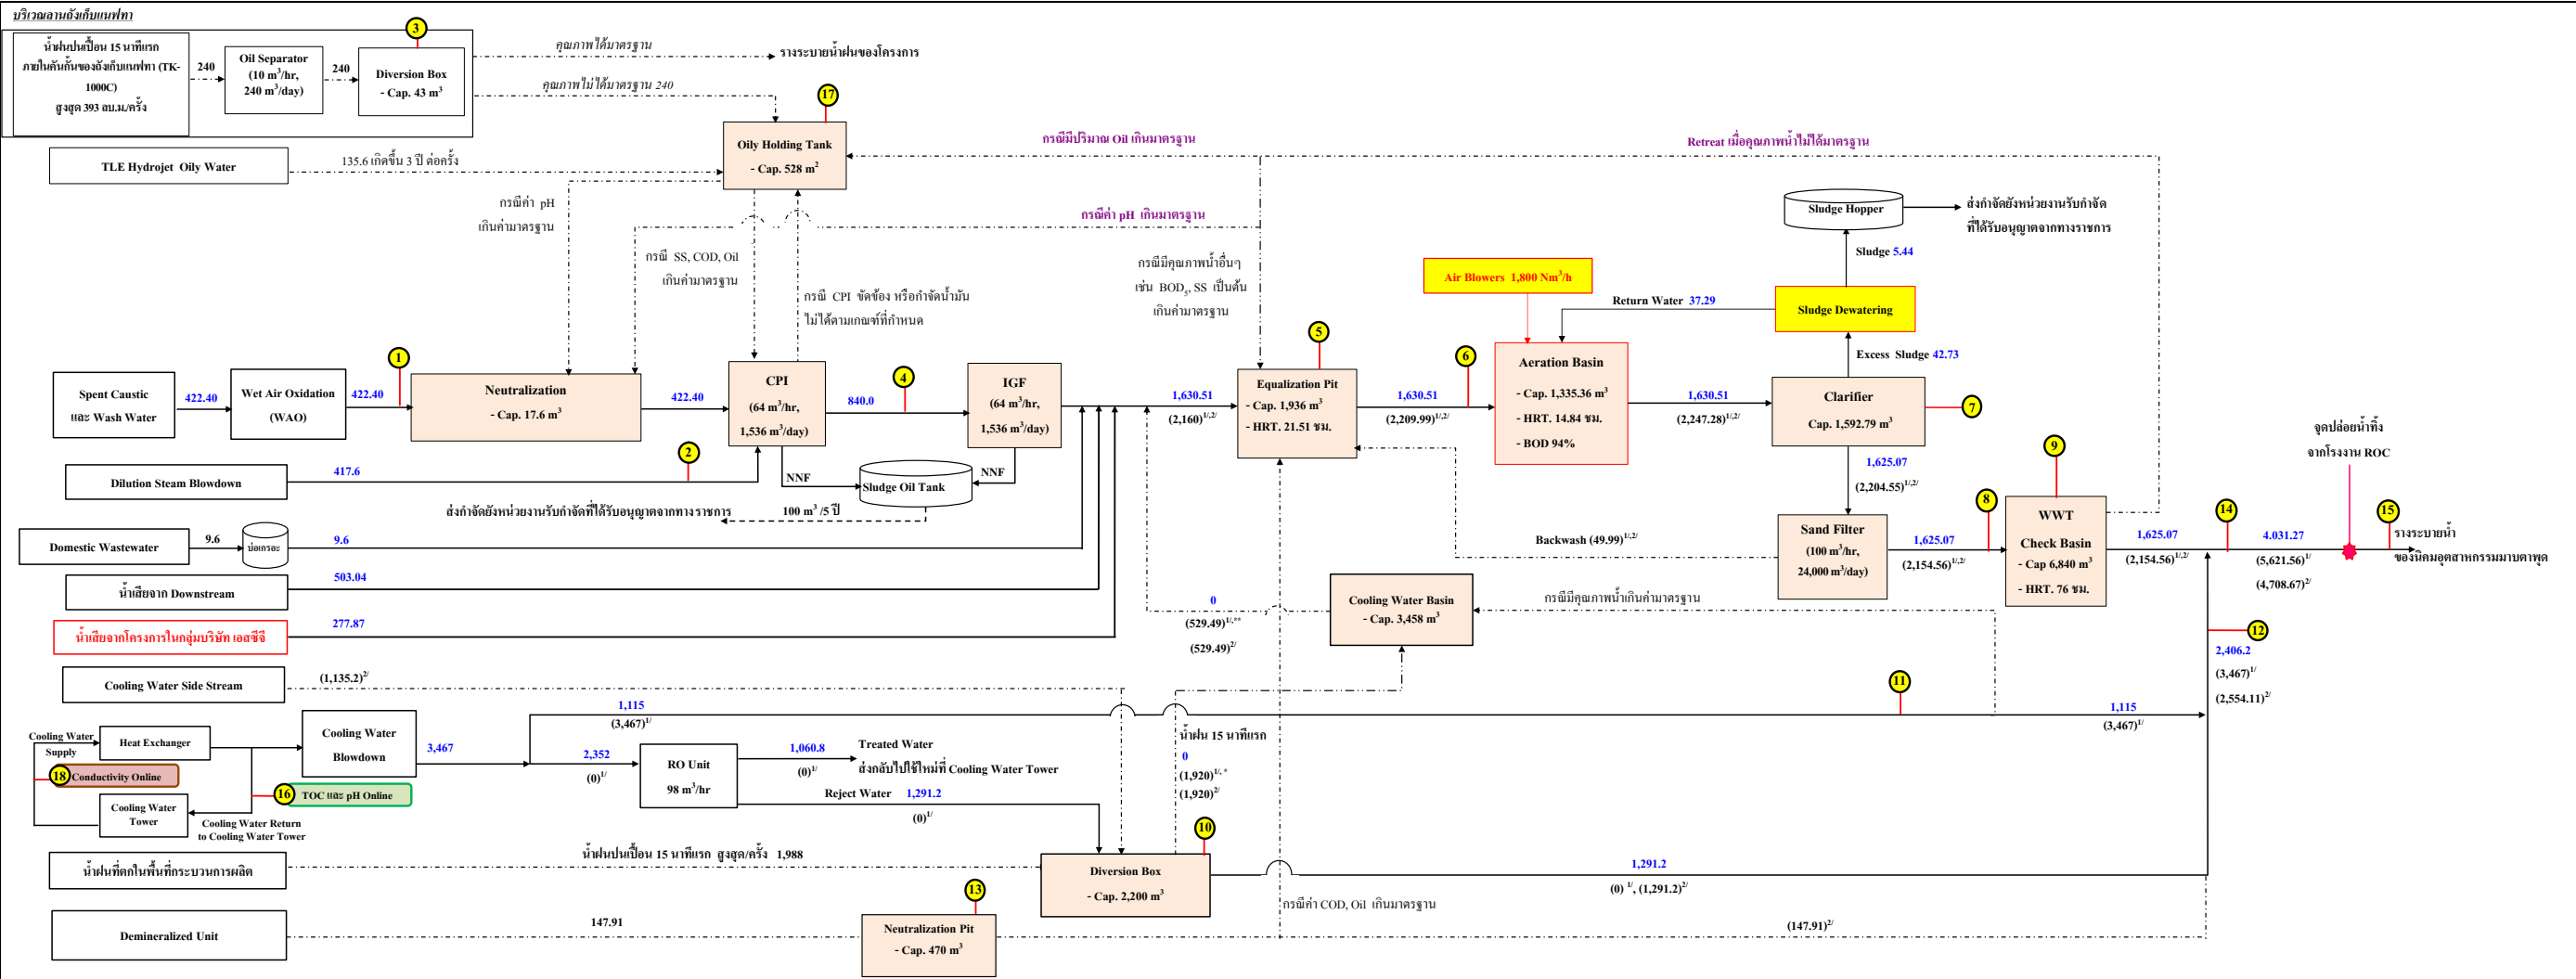 บริเวณลานถังเก็บแนฟทา
น้ำฝนปนเปื้อน 15 นาทีแรก
ภายในคันกั้นของถังเก็บแนฟทา (TK-
1000C)
สูงสุด 393 ลบ.ม./ครั้ง
240
Oil Separator
(10 m³/hr,
240 m³/day)
240
3
Diversion Box
- Cap. 43 m³
คุณภาพได้มาตรฐาน
รางระบายน้ำฝนของโครงการ
คุณภาพไม่ได้มาตรฐาน 240
17
Oily Holding Tank
- Cap. 528 m²
TLE Hydrojet Oily Water
135.6 เกิดขึ้น 3 ปี ต่อครั้ง
กรณีมีปริมาณ Oil เกินมาตรฐาน
Retreat เมื่อคุณภาพน้ำไม่ได้มาตรฐาน
กรณีค่า pH
เกินค่ามาตรฐาน
กรณีค่า pH เกินมาตรฐาน
กรณี SS, COD, Oil
เกินค่ามาตรฐาน
กรณี CPI ขัดข้อง หรือกำจัดน้ำมัน
ไม่ได้ตามเกณฑ์ที่กำหนด
กรณีมีคุณภาพน้ำอื่นๆ
เช่น BOD₅, SS เป็นต้น
เกินค่ามาตรฐาน
Sludge Hopper
ส่งกำจัดยังหน่วยงานรับกำจัด
ที่ได้รับอนุญาตจากทางราชการ
Sludge 5.44
Air Blowers 1,800 Nm³/h
Return Water 37.29
Sludge Dewatering
Excess Sludge 42.73
Spent Caustic
และ Wash Water
422.40
Wet Air Oxidation
(WAO)
422.40
1
Neutralization
- Cap. 17.6 m³
422.40
CPI
(64 m³/hr,
1,536 m³/day)
840.0
4
IGF
(64 m³/hr,
1,536 m³/day)
1,630.51
(2,160)¹/,²/
5
Equalization Pit
- Cap. 1,936 m³
- HRT. 21.51 ชม.
1,630.51
(2,209.99)¹/,²/
6
Aeration Basin
- Cap. 1,335.36 m³
- HRT. 14.84 ชม.
- BOD 94%
1,630.51
(2,247.28)¹/,²/
Clarifier
Cap. 1,592.79 m³
7
1,625.07
(2,204.55)¹/,²/
Dilution Steam Blowdown
417.6
2
NNF
Sludge Oil Tank
NNF
ส่งกำจัดยังหน่วยงานรับกำจัดที่ได้รับอนุญาตจากทางราชการ
100 m³ /5 ปี
Domestic Wastewater
9.6
บ่อเกรอะ
9.6
Backwash (49.99)¹/,²/
Sand Filter
(100 m³/hr,
24,000 m³/day)
1,625.07
(2,154.56)¹/,²/
8
9
WWT
Check Basin
- Cap 6,840 m³
- HRT. 76 ชม.
1,625.07
(2,154.56)¹/,²/
14
4.031.27
(5,621.56)¹/
(4,708.67)²/
จุดปล่อยน้ำทิ้ง
จากโรงงาน ROC
15
รางระบายน้ำ
ของนิคมอุตสาหกรรมมาบตาพุด
น้ำเสียจาก Downstream
503.04
น้ำเสียจากโครงการในกลุ่มบริษัท เอสซีจี
277.87
0
(529.49)¹/,**
(529.49)²/
Cooling Water Basin
- Cap. 3,458 m³
กรณีมีคุณภาพน้ำเกินค่ามาตรฐาน
12
2,406.2
(3,467)¹/
(2,554.11)²/
Cooling Water Side Stream
(1,135.2)²/
11
1,115
(3,467)¹/
1,115
(3,467)¹/
Cooling Water
Supply
Heat Exchanger
18
Conductivity Online
Cooling Water
Tower
16
TOC และ pH Online
Cooling Water Return
to Cooling Water Tower
Cooling Water
Blowdown
3,467
2,352
(0)¹/
RO Unit
98 m³/hr
1,060.8
(0)¹/
Treated Water
ส่งกลับไปใช้ใหม่ที่ Cooling Water Tower
Reject Water 1,291.2
(0)¹/
น้ำฝน 15 นาทีแรก
0
(1,920)¹/, *
(1,920)²/
น้ำฝนที่ตกในพื้นที่กระบวนการผลิต
น้ำฝนปนเปื้อน 15 นาทีแรก สูงสุด/ครั้ง 1,988
10
Diversion Box
- Cap. 2,200 m³
1,291.2
(0) ¹/ , (1,291.2)²/
Demineralized Unit
147.91
13
Neutralization Pit
- Cap. 470 m³
กรณีค่า COD, Oil เกินมาตรฐาน
(147.91)²/